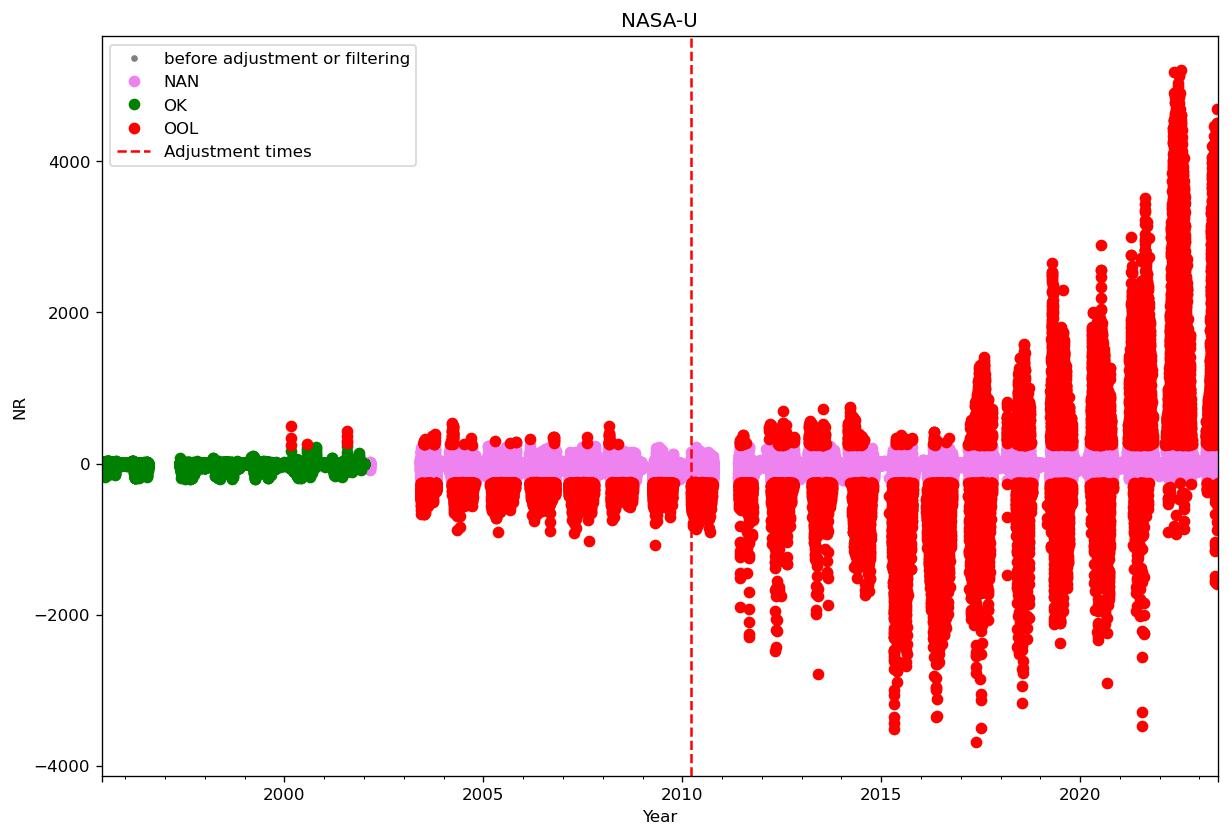 NASA-U
before adjustment or filtering
NAN
OK
OOL
Adjustment times
4000
2000
0
−2000
−4000
NR
2000
2005
2010
2015
2020
Year